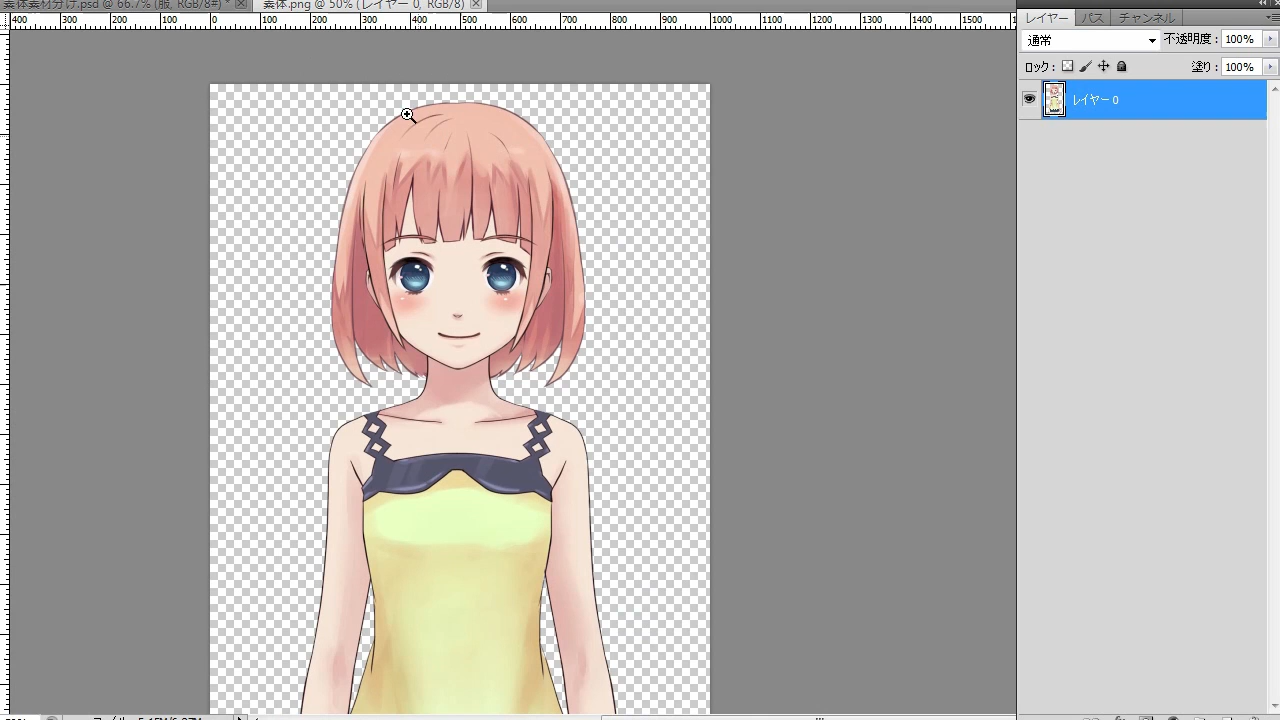 素体素材分け.psd @ 66.7% (服, RGB/8#) *
素体.png @ 50% (レイヤー 0, RGB/8)
400 300 200 100 0 100 200 300 400 500 600 700 800 900 1000 1100 1200 1300 1400 1500
レイヤー パス チャンネル
通常 不透明度: 100%
ロック: 塗り: 100%
レイヤー 0